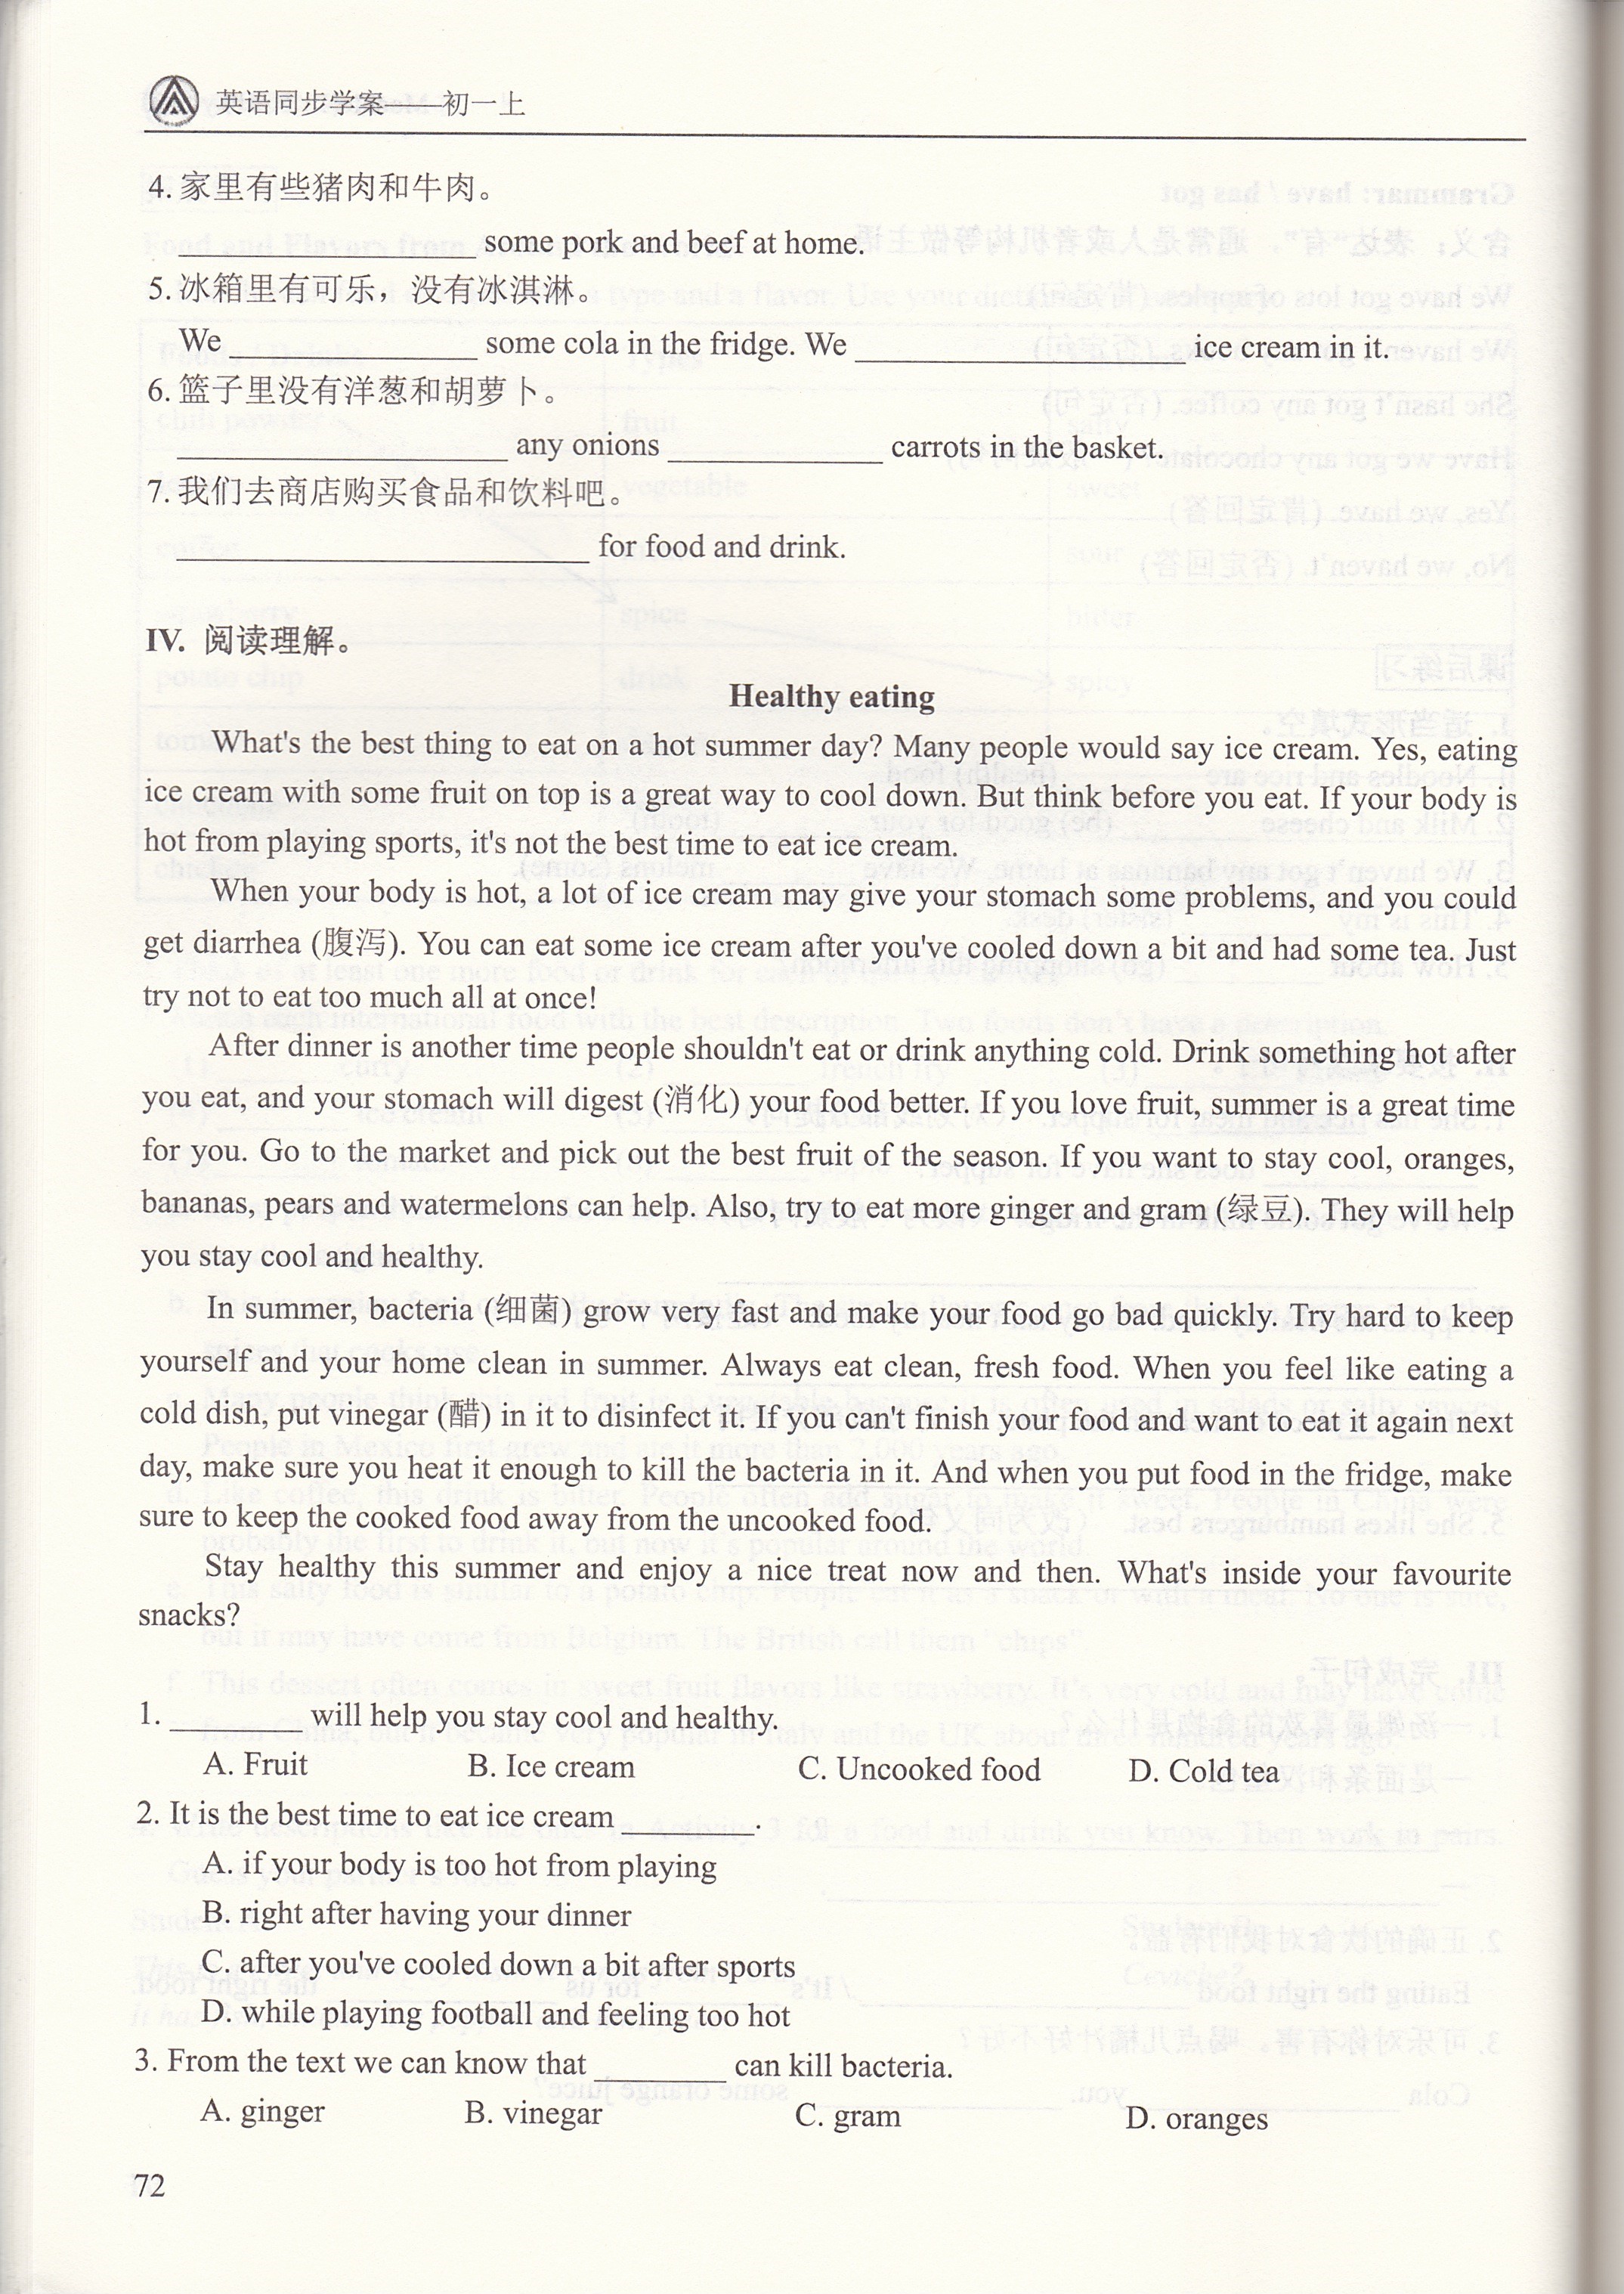 英语同步学案——初一上
4. 家里有些猪肉和牛肉。
____________ some pork and beef at home.
5. 冰箱里有可乐，没有冰淇淋。
We ____________ some cola in the fridge. We ____________ ice cream in it.
6. 篮子里没有洋葱和胡萝卜。
____________ any onions ____________ carrots in the basket.
7. 我们去商店购买食品和饮料吧。
____________ for food and drink.
IV. 阅读理解。
Healthy eating
What's the best thing to eat on a hot summer day? Many people would say ice cream. Yes, eating
ice cream with some fruit on top is a great way to cool down. But think before you eat. If your body is
hot from playing sports, it's not the best time to eat ice cream.
When your body is hot, a lot of ice cream may give your stomach some problems, and you could
get diarrhea (腹泻). You can eat some ice cream after you've cooled down a bit and had some tea. Just
try not to eat too much all at once!
After dinner is another time people shouldn't eat or drink anything cold. Drink something hot after
you eat, and your stomach will digest (消化) your food better. If you love fruit, summer is a great time
for you. Go to the market and pick out the best fruit of the season. If you want to stay cool, oranges,
bananas, pears and watermelons can help. Also, try to eat more ginger and gram (绿豆). They will help
you stay cool and healthy.
In summer, bacteria (细菌) grow very fast and make your food go bad quickly. Try hard to keep
yourself and your home clean in summer. Always eat clean, fresh food. When you feel like eating a
cold dish, put vinegar (醋) in it to disinfect it. If you can't finish your food and want to eat it again next
day, make sure you heat it enough to kill the bacteria in it. And when you put food in the fridge, make
sure to keep the cooked food away from the uncooked food.
Stay healthy this summer and enjoy a nice treat now and then. What's inside your favourite
snacks?
1. ________ will help you stay cool and healthy.
A. Fruit B. Ice cream C. Uncooked food D. Cold tea
2. It is the best time to eat ice cream ________.
A. if your body is too hot from playing
B. right after having your dinner
C. after you've cooled down a bit after sports
D. while playing football and feeling too hot
3. From the text we can know that ________ can kill bacteria.
A. ginger B. vinegar C. gram D. oranges
72